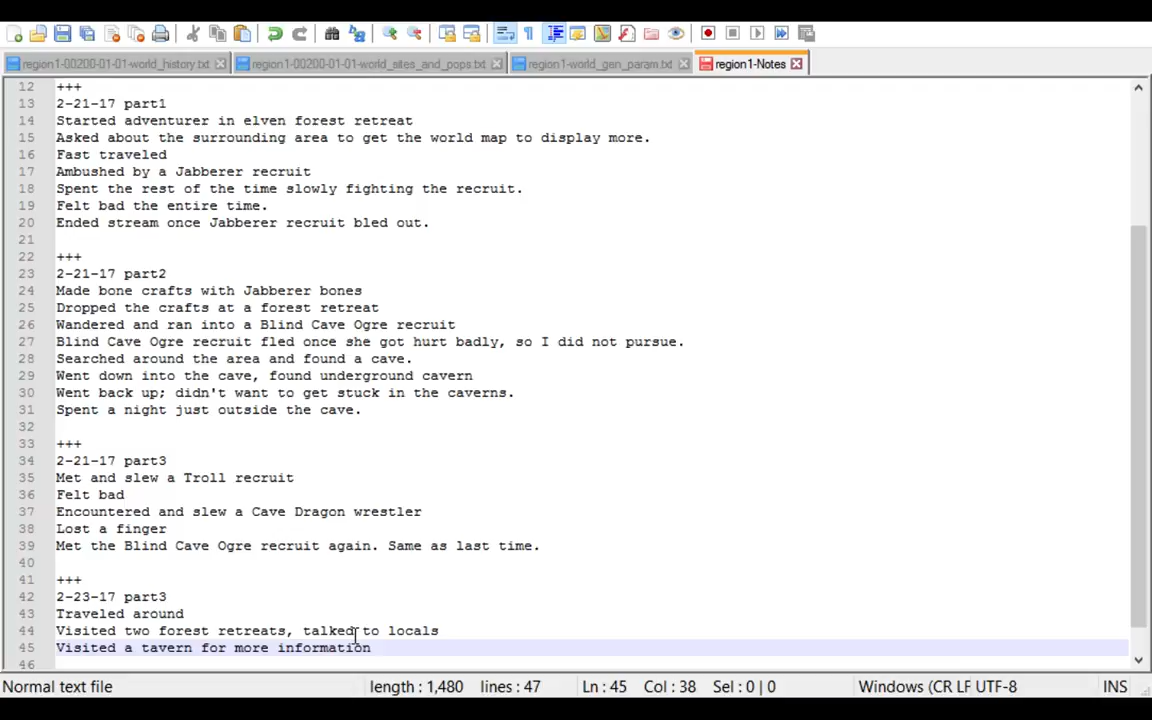 region1-00200-01-01-world_history.txt region1-00200-01-01-world_sites_and_pops.txt region1-world_gen_param.txt region1-Notes
12 +++
13 2-21-17 part1
14 Started adventurer in elven forest retreat
15 Asked about the surrounding area to get the world map to display more.
16 Fast traveled
17 Ambushed by a Jabberer recruit
18 Spent the rest of the time slowly fighting the recruit.
19 Felt bad the entire time.
20 Ended stream once Jabberer recruit bled out.
21
22 +++
23 2-21-17 part2
24 Made bone crafts with Jabberer bones
25 Dropped the crafts at a forest retreat
26 Wandered and ran into a Blind Cave Ogre recruit
27 Blind Cave Ogre recruit fled once she got hurt badly, so I did not pursue.
28 Searched around the area and found a cave.
29 Went down into the cave, found underground cavern
30 Went back up; didn't want to get stuck in the caverns.
31 Spent a night just outside the cave.
32
33 +++
34 2-21-17 part3
35 Met and slew a Troll recruit
36 Felt bad
37 Encountered and slew a Cave Dragon wrestler
38 Lost a finger
39 Met the Blind Cave Ogre recruit again. Same as last time.
40
41 +++
42 2-23-17 part3
43 Traveled around
44 Visited two forest retreats, talked to locals
45 Visited a tavern for more information
46
Normal text file length : 1,480 lines : 47 Ln : 45 Col : 38 Sel : 0 | 0 Windows (CR LF UTF-8 INS